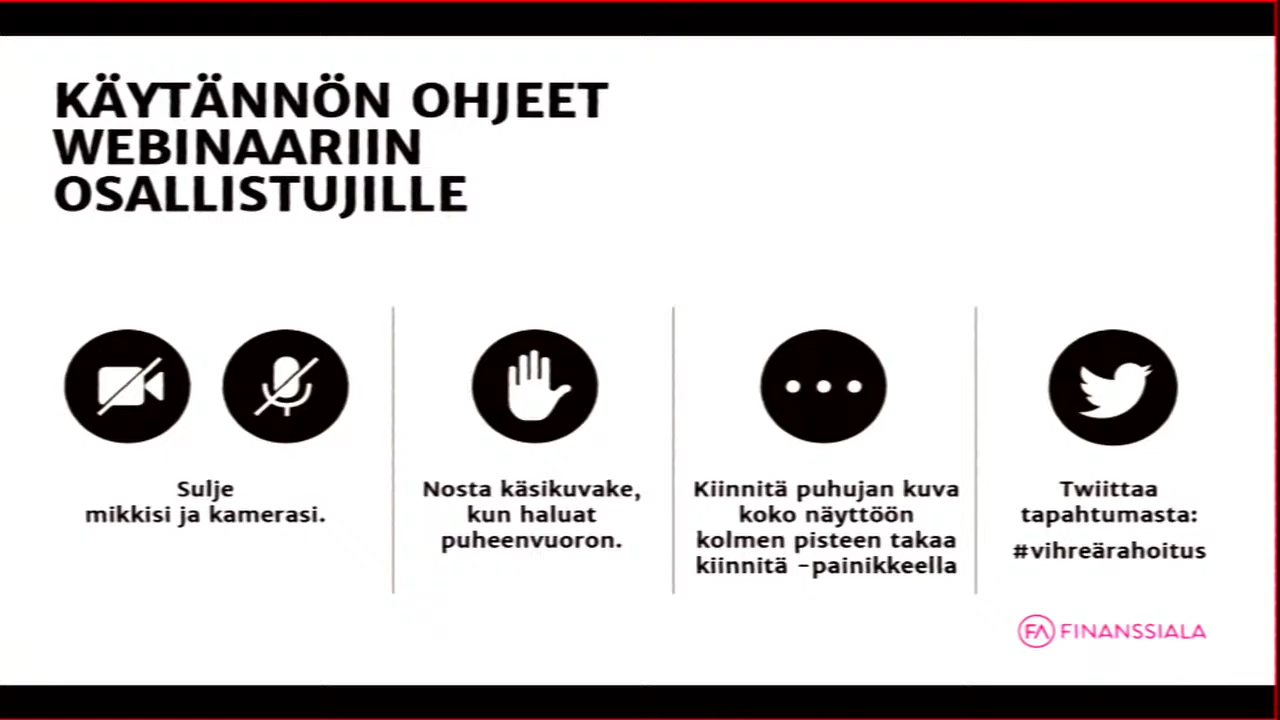 KÄYTÄNNÖN OHJEET
WEBINAARIIN
OSALLISTUJILLE
Sulje
mikkisi ja kamerasi.
Nosta käsikuvake,
kun haluat
puheenvuoron.
Kiinnitä puhujan kuva
koko näyttöön
kolmen pisteen takaa
kiinnitä -painikkeella
Twiittaa
tapahtumasta:
#vihreärahoitus
FA FINANSSIALA